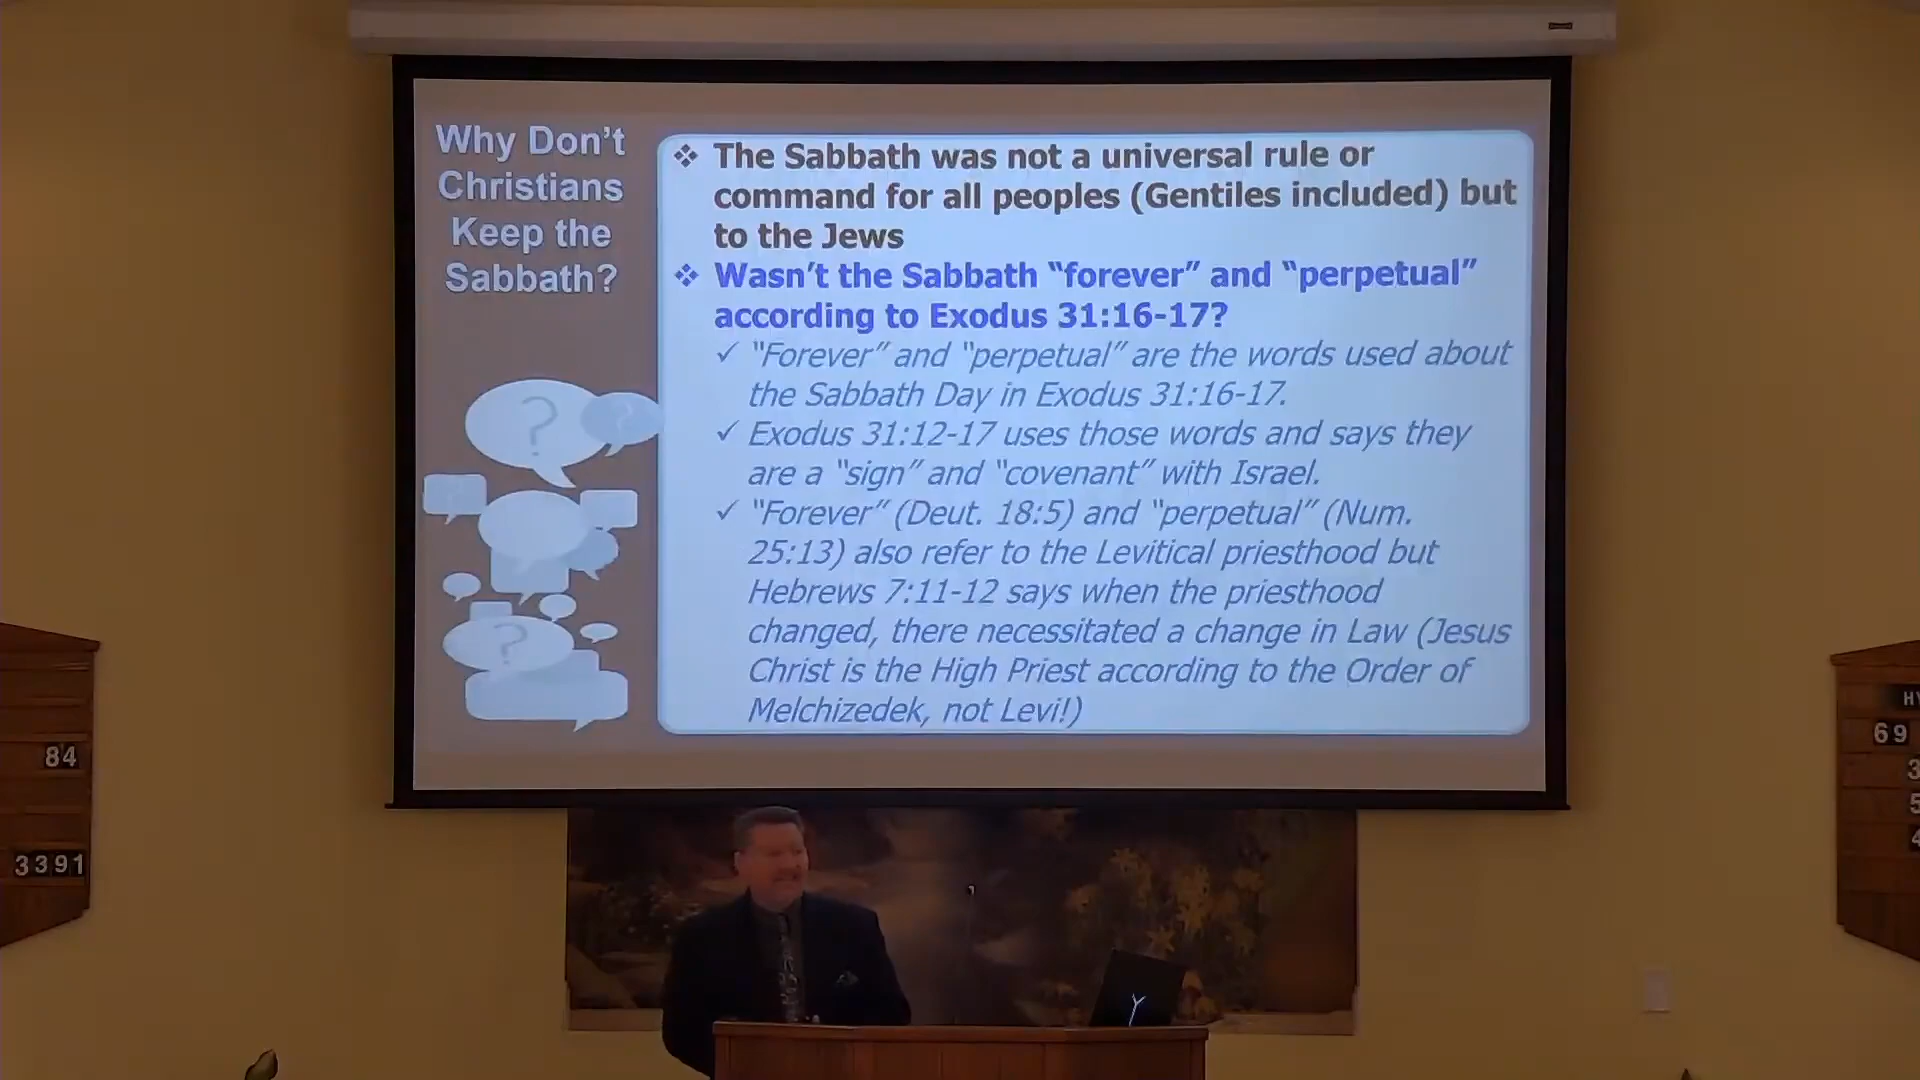 Why Don't
Christians
Keep the
Sabbath?
❖ The Sabbath was not a universal rule or
command for all peoples (Gentiles included) but
to the Jews
❖ Wasn't the Sabbath "forever" and "perpetual"
according to Exodus 31:16-17?
✓ "Forever" and "perpetual" are the words used about
the Sabbath Day in Exodus 31:16-17.
✓ Exodus 31:12-17 uses those words and says they
are a "sign" and "covenant" with Israel.
✓ "Forever" (Deut. 18:5) and "perpetual" (Num.
25:13) also refer to the Levitical priesthood but
Hebrews 7:11-12 says when the priesthood
changed, there necessitated a change in Law (Jesus
Christ is the High Priest according to the Order of
Melchizedek, not Levi!)
?
?
?
84
3391
HY
69
3
5
4